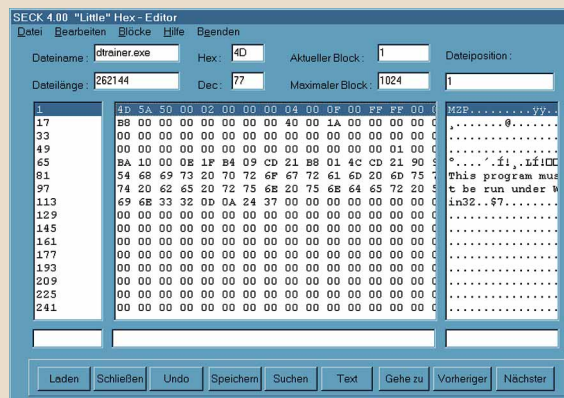 SECK 4.00 "Little" Hex - Editor
Datei Bearbeiten Blöcke Hilfe Beenden
Dateiname : dtrainer.exe Hex : 4D Aktueller Block : 1 Dateiposition :
Dateilänge : 262144 Dec : 77 Maximaler Block : 1024 1
1 4D 5A 50 00 02 00 00 00 04 00 0F 00 FF FF 00 MZP.........ÿÿ..
17 B8 00 00 00 00 00 00 00 40 00 1A 00 00 00 00 ¸.......@.......
33 00 00 00 00 00 00 00 00 00 00 00 00 00 00 00 ................
49 00 00 00 00 00 00 00 00 00 00 00 00 00 01 00 ................
65 BA 10 00 0E 1F B4 09 CD 21 B8 01 4C CD 21 90 º....´.Í!¸.LÍ!
81 54 68 69 73 20 70 72 6F 67 72 61 6D 20 6D 75 This program mus
97 74 20 62 65 20 72 75 6E 20 75 6E 64 65 72 20 t be run under W
113 69 6E 33 32 0D 0A 24 37 00 00 00 00 00 00 00 in32..$7........
129 00 00 00 00 00 00 00 00 00 00 00 00 00 00 00 ................
145 00 00 00 00 00 00 00 00 00 00 00 00 00 00 00 ................
161 00 00 00 00 00 00 00 00 00 00 00 00 00 00 00 ................
177 00 00 00 00 00 00 00 00 00 00 00 00 00 00 00 ................
193 00 00 00 00 00 00 00 00 00 00 00 00 00 00 00 ................
209 00 00 00 00 00 00 00 00 00 00 00 00 00 00 00 ................
225 00 00 00 00 00 00 00 00 00 00 00 00 00 00 00 ................
241 00 00 00 00 00 00 00 00 00 00 00 00 00 00 00 ................
Laden Schließen Undo Speichern Suchen Text Gehe zu Vorheriger Nächster